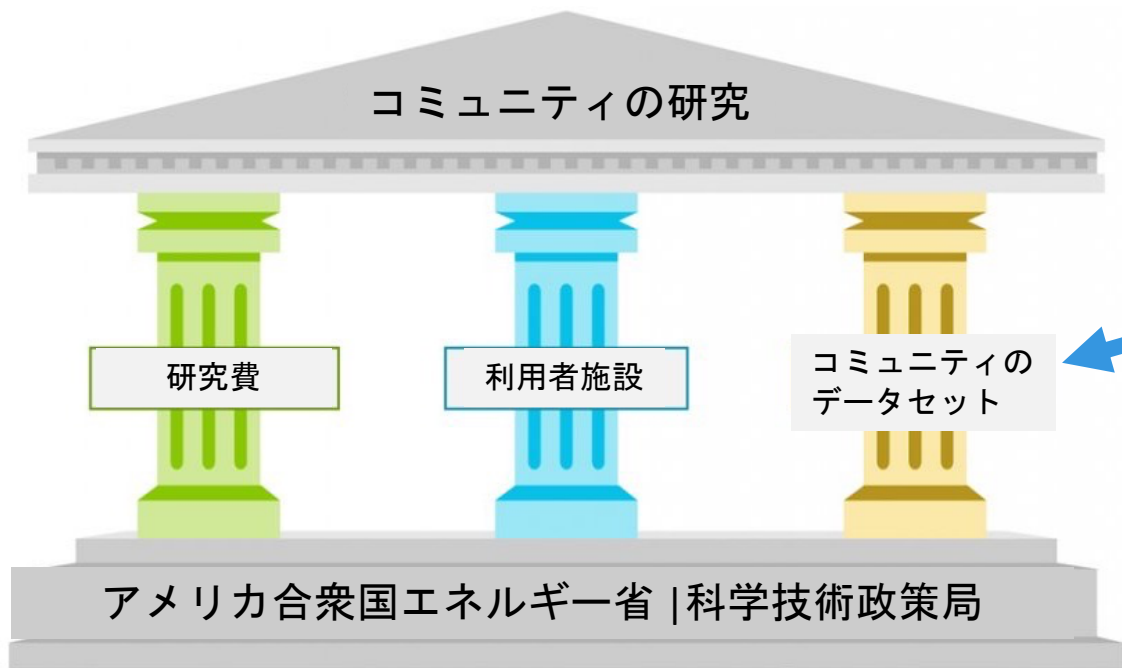 コミュニティの研究
研究費
利用者施設
コミュニティの
データセット
アメリカ合衆国エネルギー省 |科学技術政策局